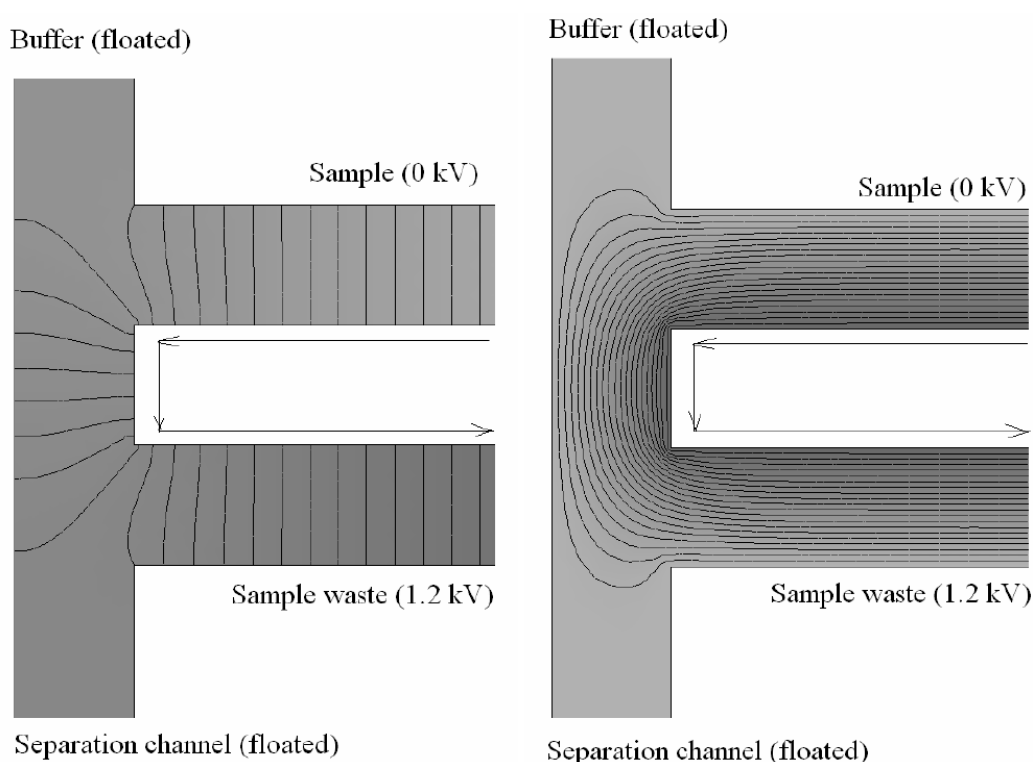 Buffer (floated)
Sample (0 kV)
Sample waste (1.2 kV)
Separation channel (floated)
Buffer (floated)
Sample (0 kV)
Sample waste (1.2 kV)
Separation channel (floated)